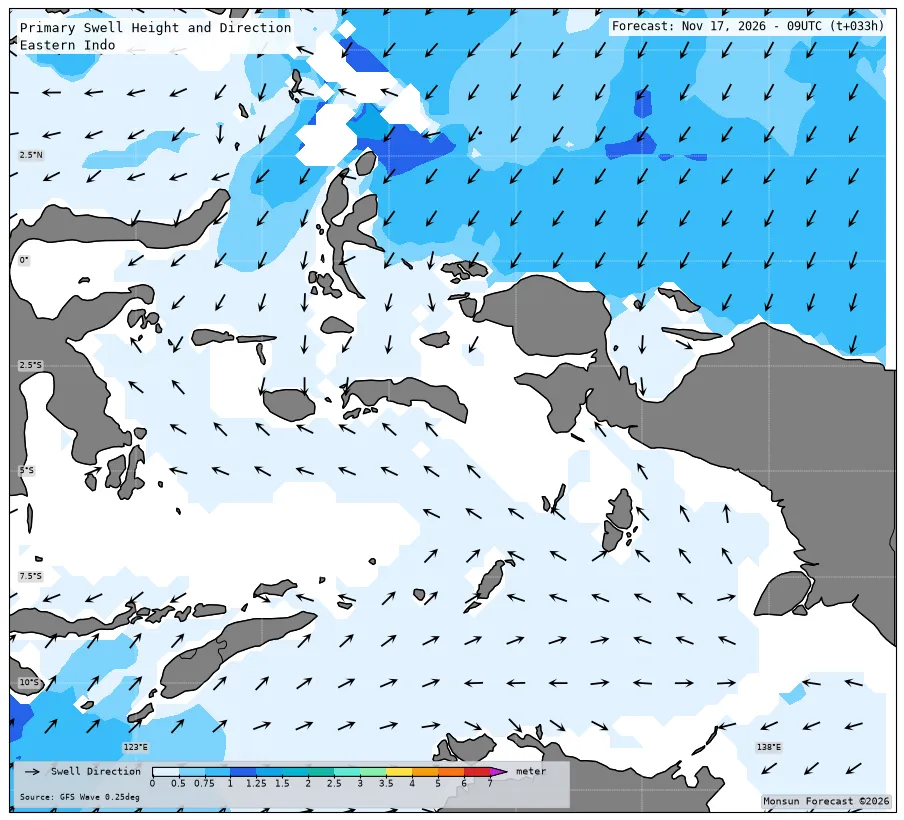 Primary Swell Height and Direction
Eastern Indo
Forecast: Nov 17, 2026 - 09UTC (t+033h)
2.5°N
0°
2.5°S
5°S
7.5°S
10°S
123°E
138°E
Swell Direction
0 0.5 0.75 1 1.25 1.5 2 2.5 3 3.5 4 5 6 7
meter
Source: GFS Wave 0.25deg
Monsun Forecast ©2026